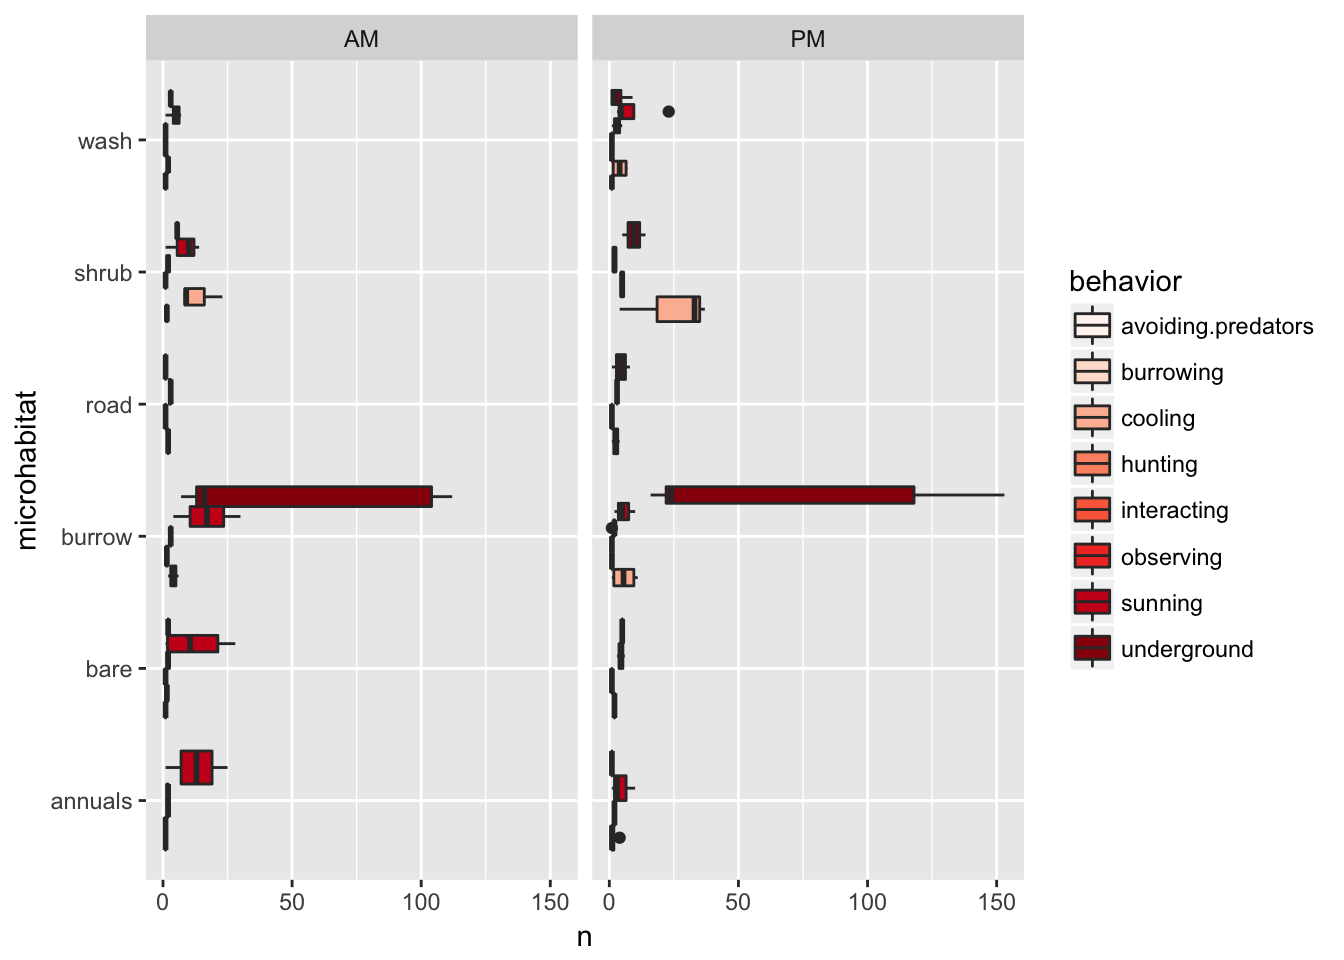 AM
PM
wash
shrub
road
burrow
bare
annuals
microhabitat
0 50 100 150
0 50 100 150
n
behavior
avoiding.predators
burrowing
cooling
hunting
interacting
observing
sunning
underground